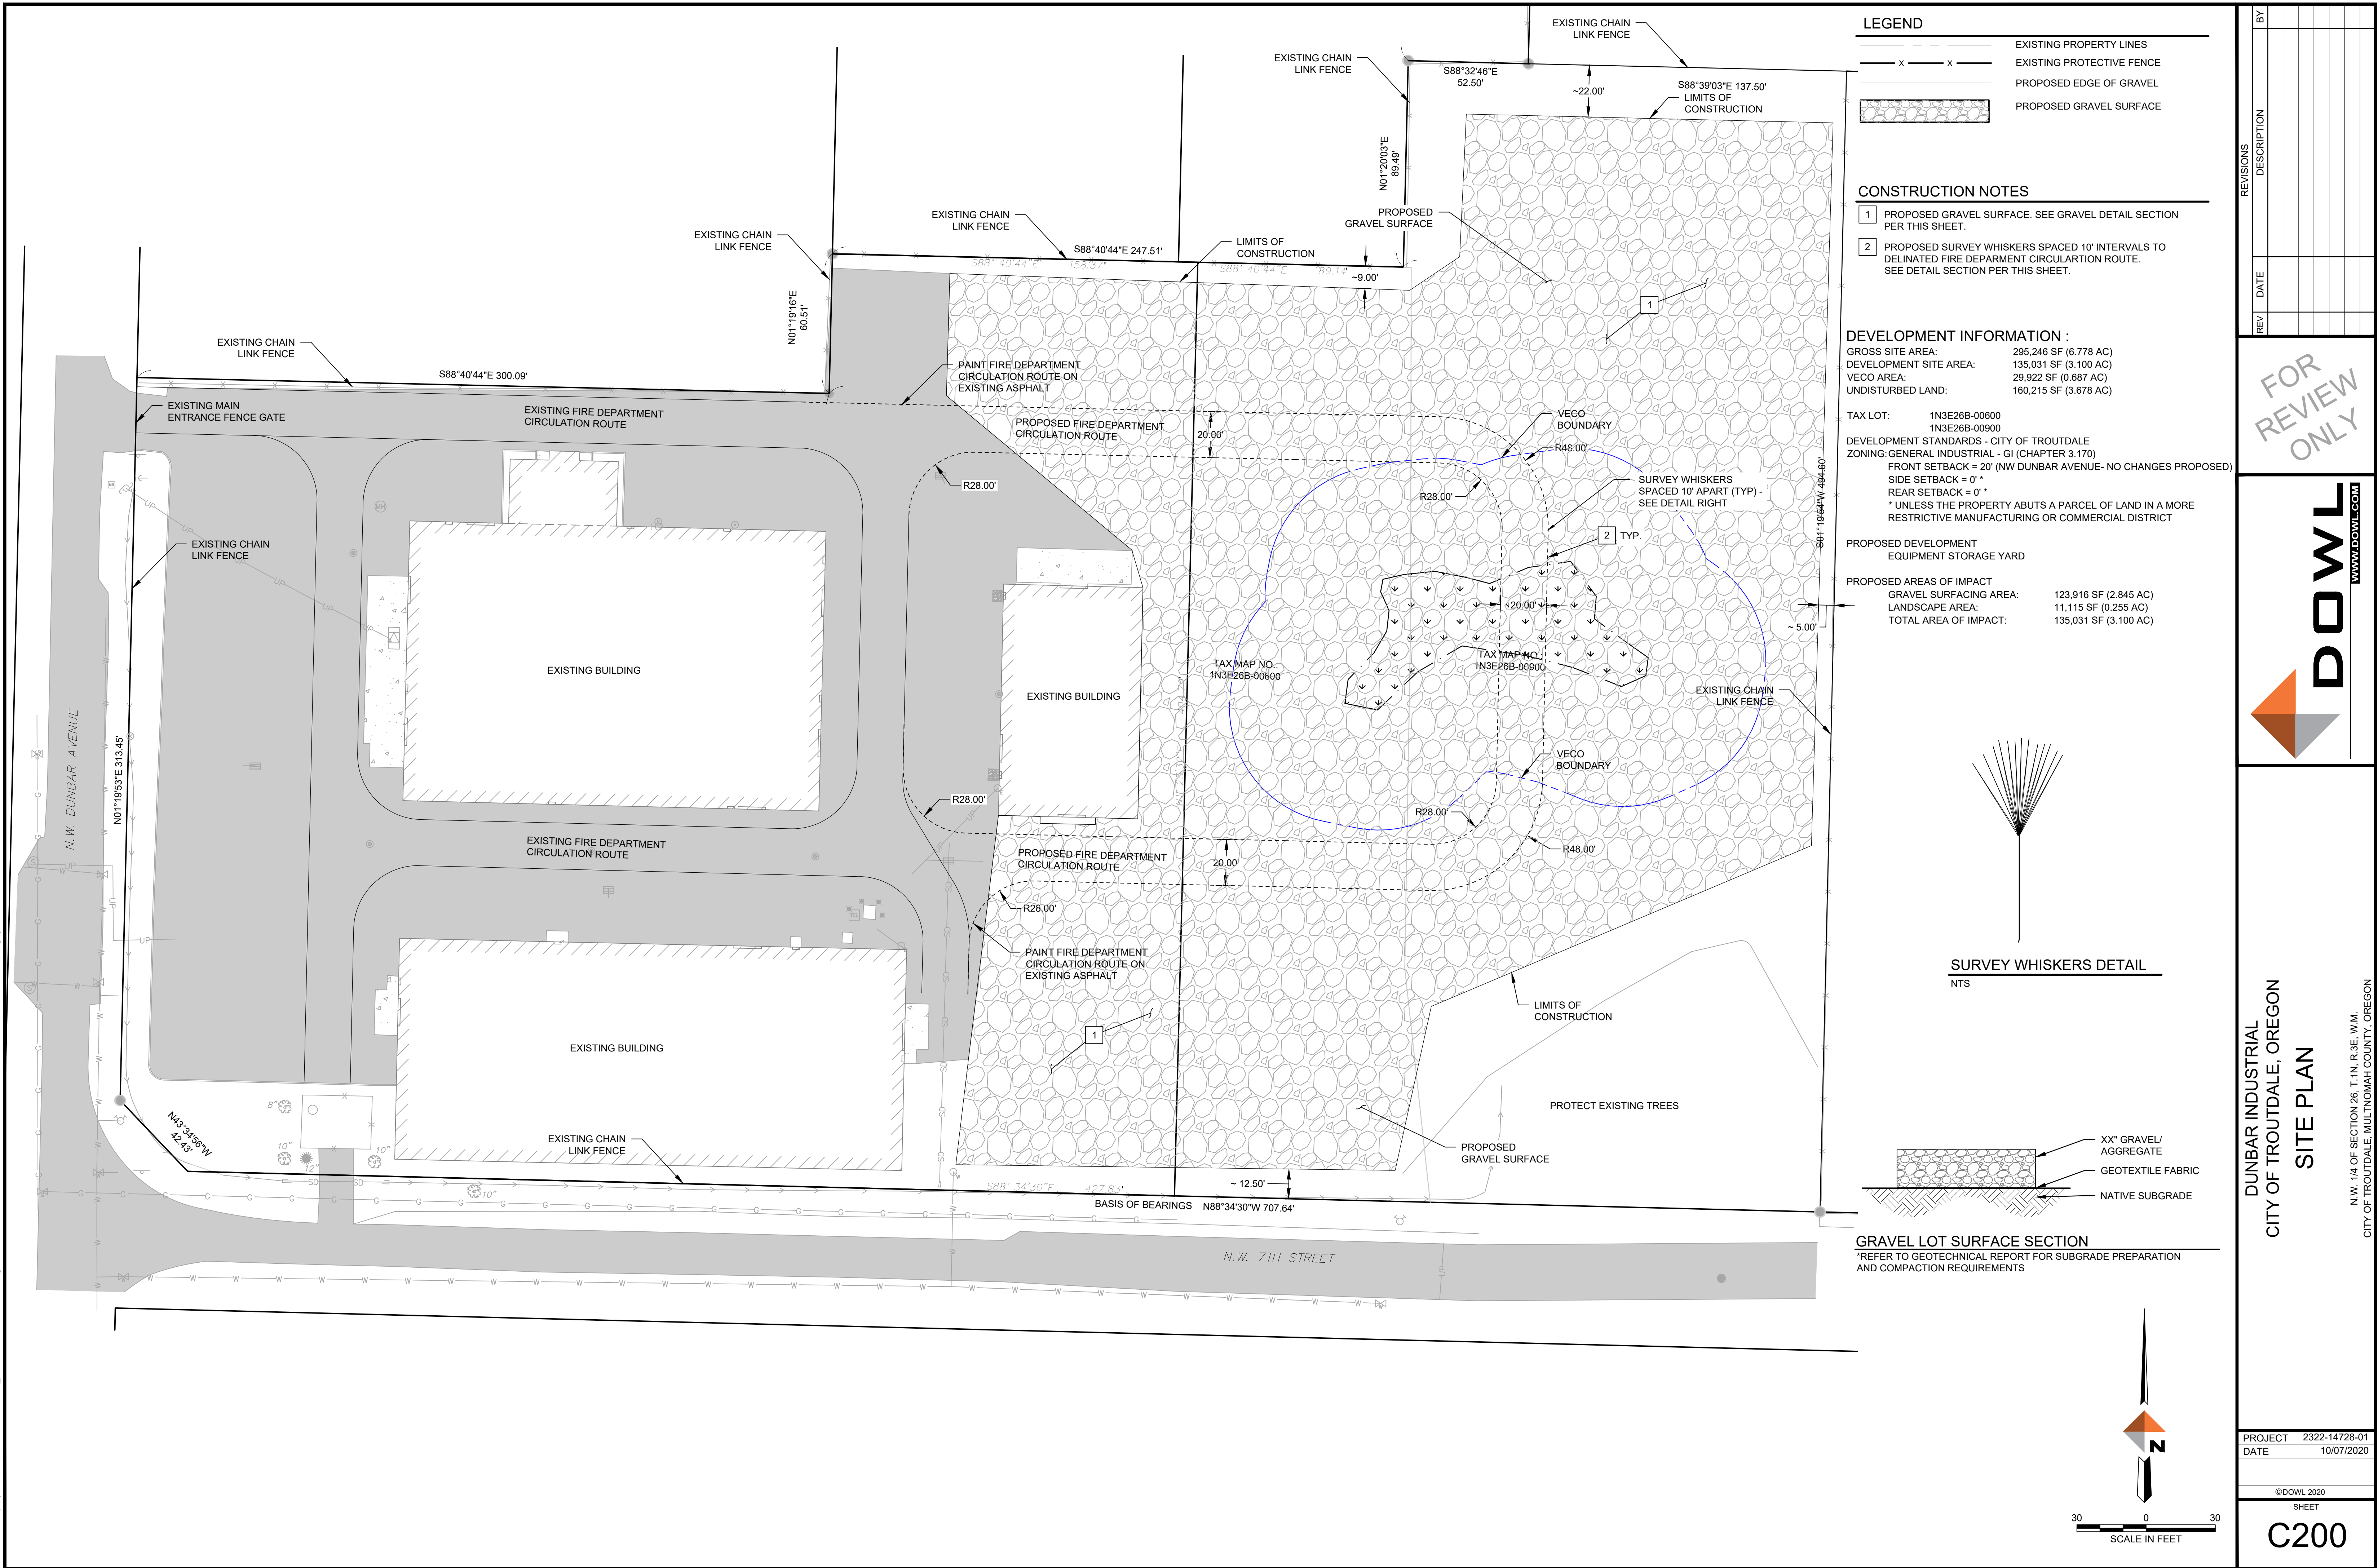 EXISTING CHAIN
LINK FENCE
EXISTING CHAIN
LINK FENCE
S88°32'46"E
52.50'
~22.00'
S88°39'03"E 137.50'
LIMITS OF
CONSTRUCTION
N01°20'03"E
89.49'
PROPOSED
GRAVEL SURFACE
EXISTING CHAIN
LINK FENCE
EXISTING CHAIN
LINK FENCE
S88°40'44"E 247.51'
S88° 40'44"E
158.37'
LIMITS OF
CONSTRUCTION
S88° 40'44"E
89.14'
~9.00'
N01°19'16"E
60.51'
1
EXISTING CHAIN
LINK FENCE
S88°40'44"E 300.09'
EXISTING MAIN
ENTRANCE FENCE GATE
EXISTING FIRE DEPARTMENT
CIRCULATION ROUTE
PAINT FIRE DEPARTMENT
CIRCULATION ROUTE ON
EXISTING ASPHALT
PROPOSED FIRE DEPARTMENT
CIRCULATION ROUTE
20.00'
VECO
BOUNDARY
R48.00'
R28.00'
R28.00'
SURVEY WHISKERS
SPACED 10' APART (TYP) -
SEE DETAIL RIGHT
S01°19'54"W 494.60'
2 TYP.
EXISTING CHAIN
LINK FENCE
20.00'
~ 5.00'
EXISTING BUILDING
EXISTING BUILDING
TAX MAP NO.:
1N3E26B-00600
TAX MAP NO.:
1N3E26B-00900
EXISTING CHAIN
LINK FENCE
N.W. DUNBAR AVENUE
N01°19'53"E 313.45'
VECO
BOUNDARY
R28.00'
R28.00'
R48.00'
EXISTING FIRE DEPARTMENT
CIRCULATION ROUTE
PROPOSED FIRE DEPARTMENT
CIRCULATION ROUTE
20.00'
R28.00'
PAINT FIRE DEPARTMENT
CIRCULATION ROUTE ON
EXISTING ASPHALT
LIMITS OF
CONSTRUCTION
1
EXISTING BUILDING
PROTECT EXISTING TREES
8"
10"
12"
10"
10"
N43°34'56"W
42.43'
EXISTING CHAIN
LINK FENCE
PROPOSED
GRAVEL SURFACE
S88° 34'30"E
427.83'
~ 12.50'
BASIS OF BEARINGS N88°34'30"W 707.64'
N.W. 7TH STREET
LEGEND
EXISTING PROPERTY LINES
EXISTING PROTECTIVE FENCE
PROPOSED EDGE OF GRAVEL
PROPOSED GRAVEL SURFACE
CONSTRUCTION NOTES
1 PROPOSED GRAVEL SURFACE. SEE GRAVEL DETAIL SECTION
PER THIS SHEET.
2 PROPOSED SURVEY WHISKERS SPACED 10' INTERVALS TO
DELINATED FIRE DEPARMENT CIRCULARTION ROUTE.
SEE DETAIL SECTION PER THIS SHEET.
DEVELOPMENT INFORMATION :
GROSS SITE AREA: 295,246 SF (6.778 AC)
DEVELOPMENT SITE AREA: 135,031 SF (3.100 AC)
VECO AREA: 29,922 SF (0.687 AC)
UNDISTURBED LAND: 160,215 SF (3.678 AC)
TAX LOT: 1N3E26B-00600
1N3E26B-00900
DEVELOPMENT STANDARDS - CITY OF TROUTDALE
ZONING: GENERAL INDUSTRIAL - GI (CHAPTER 3.170)
FRONT SETBACK = 20' (NW DUNBAR AVENUE- NO CHANGES PROPOSED)
SIDE SETBACK = 0' *
REAR SETBACK = 0' *
* UNLESS THE PROPERTY ABUTS A PARCEL OF LAND IN A MORE
RESTRICTIVE MANUFACTURING OR COMMERCIAL DISTRICT
PROPOSED DEVELOPMENT
EQUIPMENT STORAGE YARD
PROPOSED AREAS OF IMPACT
GRAVEL SURFACING AREA: 123,916 SF (2.845 AC)
LANDSCAPE AREA: 11,115 SF (0.255 AC)
TOTAL AREA OF IMPACT: 135,031 SF (3.100 AC)
SURVEY WHISKERS DETAIL
NTS
XX" GRAVEL/
AGGREGATE
GEOTEXTILE FABRIC
NATIVE SUBGRADE
GRAVEL LOT SURFACE SECTION
*REFER TO GEOTECHNICAL REPORT FOR SUBGRADE PREPARATION
AND COMPACTION REQUIREMENTS
N
30 0 30
SCALE IN FEET
REVISIONS
REV DATE DESCRIPTION BY
FOR
REVIEW
ONLY
DOWL
WWW.DOWL.COM
DUNBAR INDUSTRIAL
CITY OF TROUTDALE, OREGON
SITE PLAN
N.W. 1/4 OF SECTION 26, T.1N, R.3E, W.M.
CITY OF TROUTDALE, MULTNOMAH COUNTY, OREGON
PROJECT 2322-14728-01
DATE 10/07/2020
©DOWL 2020
SHEET
C200